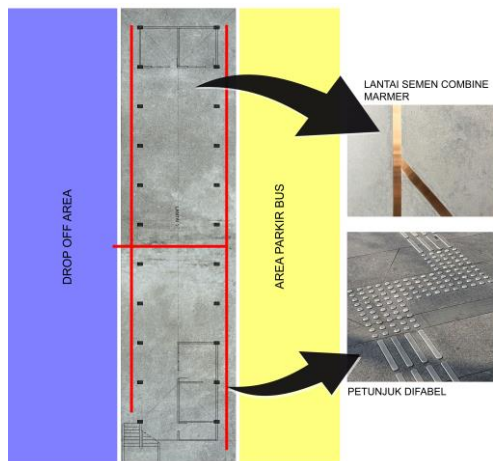 LANTAI SEMEN COMBINE
MARMER
DROP OFF AREA
AREA PARKIR BUS
PETUNJUK DIFABEL